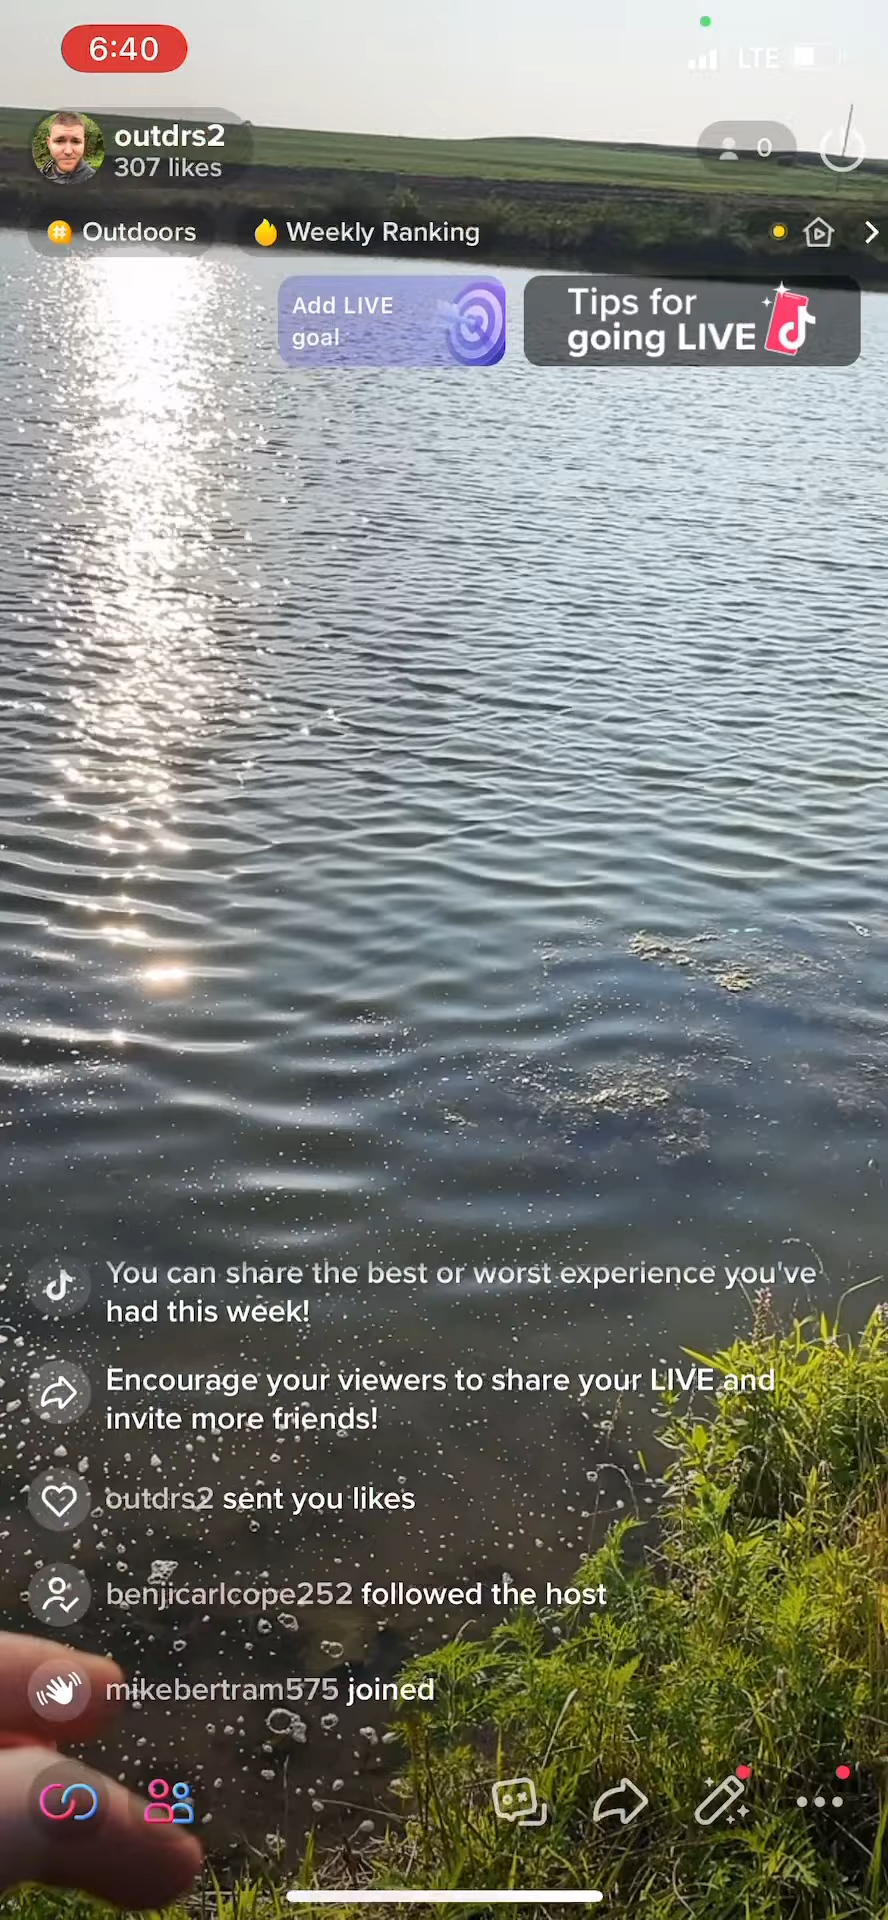 6:40
LTE
outdrs2
307 likes
0
Outdoors
Weekly Ranking
Add LIVE
goal
Tips for
going LIVE
You can share the best or worst experience you've
had this week!
Encourage your viewers to share your LIVE and
invite more friends!
outdrs2 sent you likes
benjicarlcope252 followed the host
mikebertram575 joined